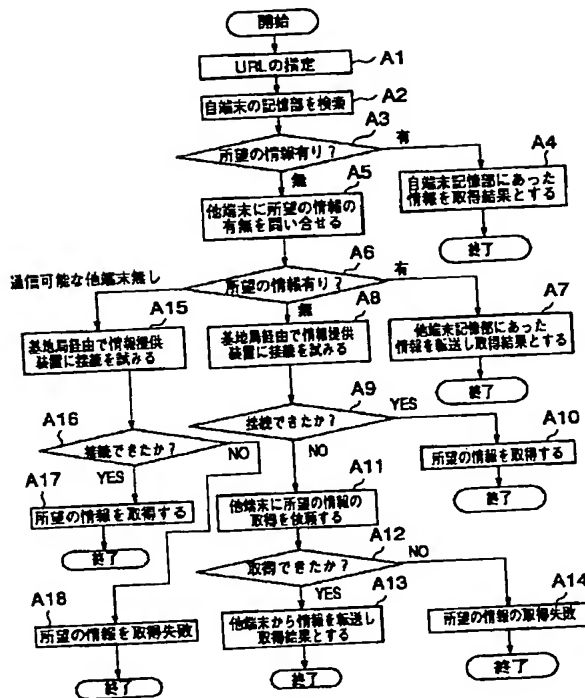 開始
URLの指定
A1
自端末の記憶部を検索
A2
所望の情報有り?
A3
有
無
自端末記憶部にあった
情報を取得結果とする
A4
終了
他端末に所望の情報の
有無を問い合せる
A5
所望の情報有り?
A6
通信可能な他端末無し
無
有
他端末記憶部にあった
情報を転送し取得結果とする
A7
終了
基地局経由で情報提供
装置に接続を試みる
A15
基地局経由で情報提供
装置に接続を試みる
A8
接続できたか?
A9
YES
NO
所望の情報を取得する
A10
終了
接続できたか?
A16
YES
NO
所望の情報を取得する
A17
終了
他端末に所望の情報の
取得を依頼する
A11
取得できたか?
A12
YES
NO
他端末から情報を転送し
取得結果とする
A13
終了
所望の情報の取得失敗
A14
終了
所望の情報を取得失敗
A18
終了